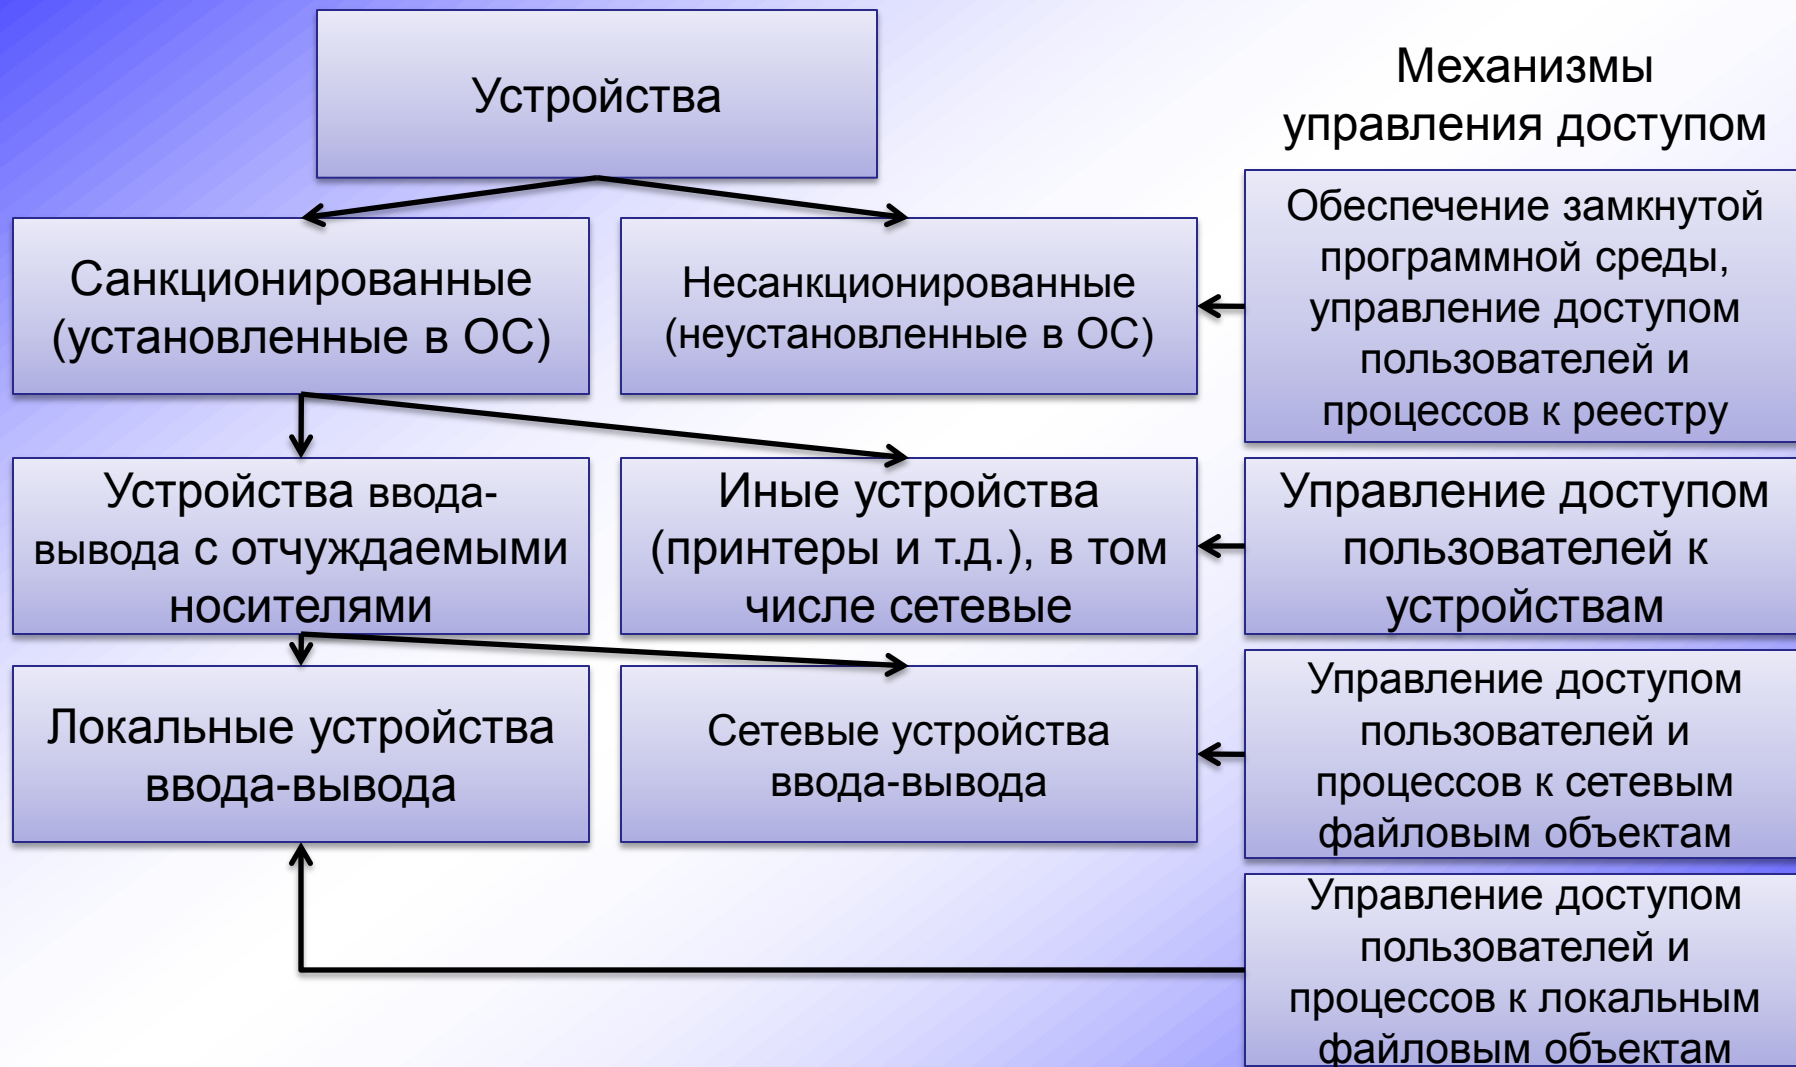 Устройства
Механизмы
управления доступом
Санкционированные
(установленные в ОС)
Несанкционированные
(неустановленные в ОС)
Обеспечение замкнутой
программной среды,
управление доступом
пользователей и
процессов к реестру
Устройства ввода-
вывода с отчуждаемыми
носителями
Иные устройства
(принтеры и т.д.), в том
числе сетевые
Управление доступом
пользователей к
устройствам
Локальные устройства
ввода-вывода
Сетевые устройства
ввода-вывода
Управление доступом
пользователей и
процессов к сетевым
файловым объектам
Управление доступом
пользователей и
процессов к локальным
файловым объектам